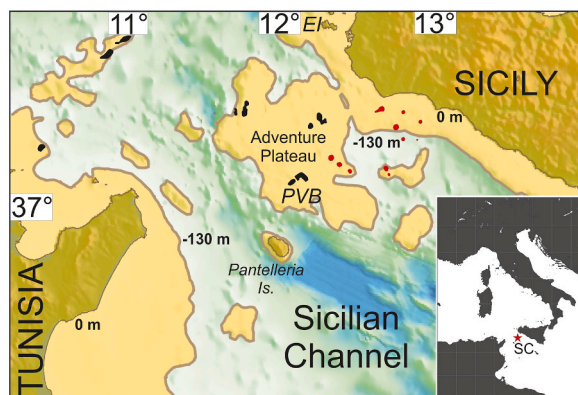 11°
12°
13°
EI
SICILY
0 m
-130 m
Adventure
Plateau
PVB
37°
-130 m
Pantelleria
Is.
0 m
TUNISIA
Sicilian
Channel
SC